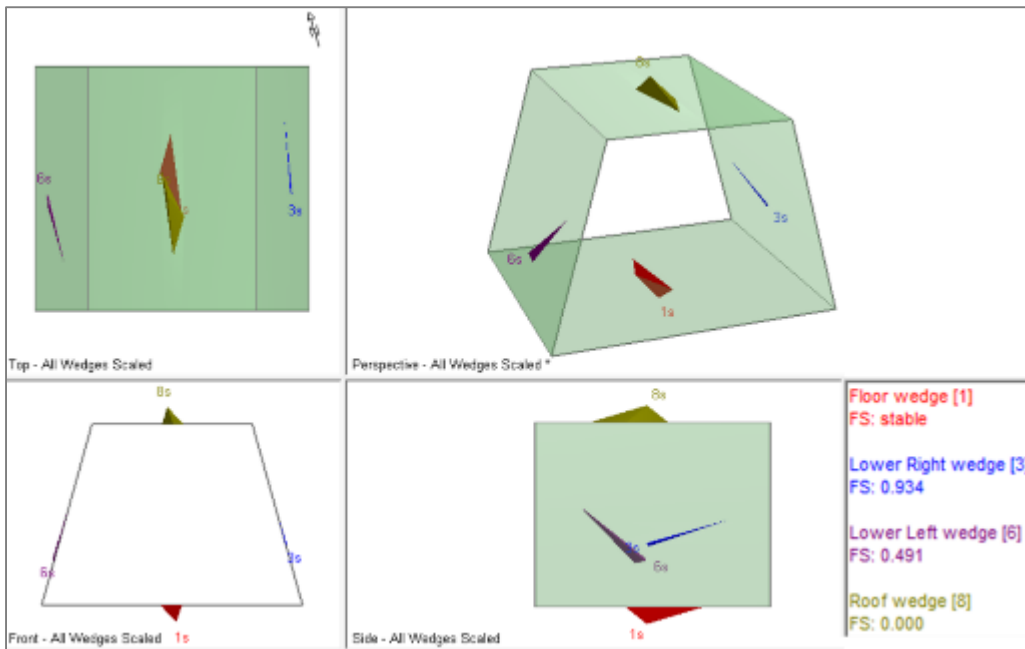 N
8
s
6s
3s
Top - All Wedges Scaled
8s
3s
6s
1s
Perspective - All Wedges Scaled *
8s
6s
3s
Front - All Wedges Scaled
1s
8s
6s
Side - All Wedges Scaled
1s
Floor wedge [1]
FS: stable
Lower Right wedge [3]
FS: 0.934
Lower Left wedge [6]
FS: 0.491
Roof wedge [8]
FS: 0.000